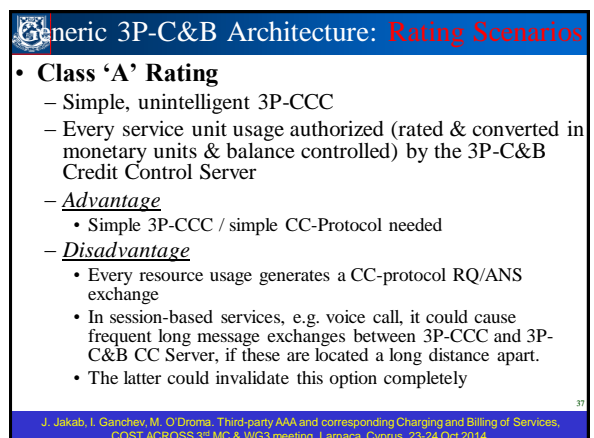 Generic 3P-C&B Architecture: Rating Scenarios
• Class ‘A’ Rating
– Simple, unintelligent 3P-CCC
– Every service unit usage authorized (rated & converted in
monetary units & balance controlled) by the 3P-C&B
Credit Control Server
– Advantage
• Simple 3P-CCC / simple CC-Protocol needed
– Disadvantage
• Every resource usage generates a CC-protocol RQ/ANS
exchange
• In session-based services, e.g. voice call, it could cause
frequent long message exchanges between 3P-CCC and 3P-
C&B CC Server, if these are located a long distance apart.
• The latter could invalidate this option completely
37
J. Jakab, I. Ganchev, M. O’Droma. Third-party AAA and corresponding Charging and Billing of Services,
COST ACROSS 3rd MC & WG3 meeting, Larnaca, Cyprus, 23-24 Oct 2014